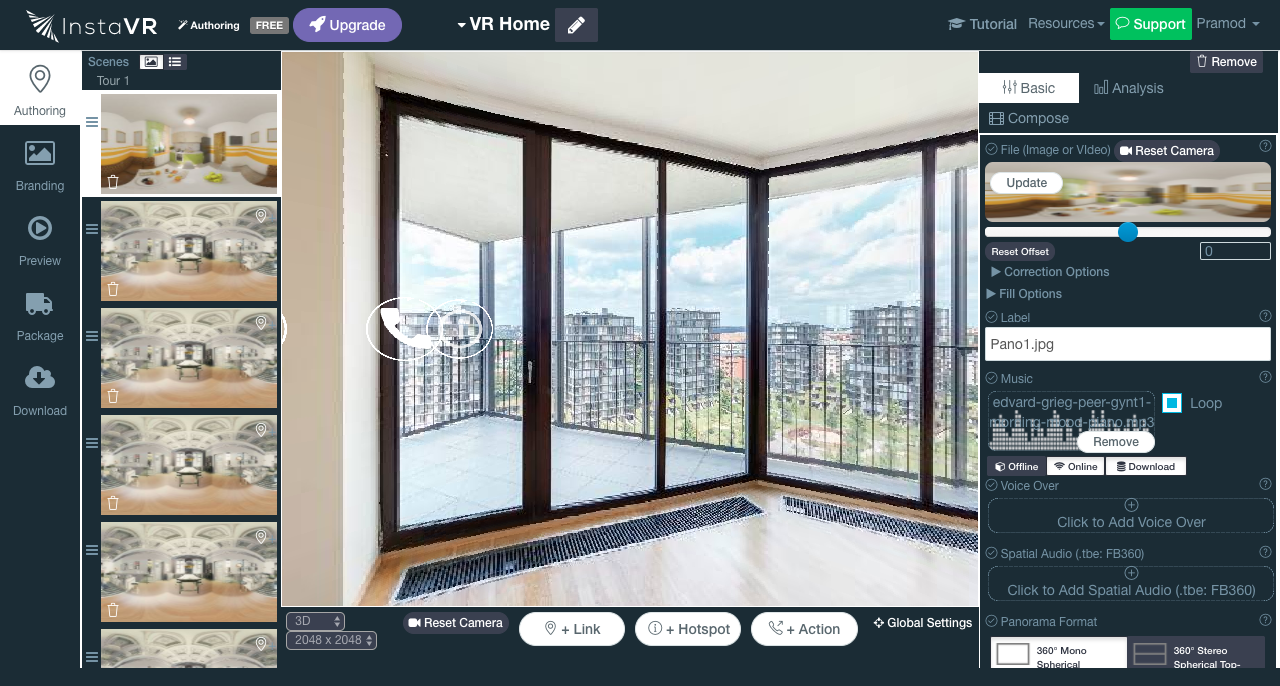 InstaVR
Authoring
FREE
Upgrade
VR Home
Tutorial
Resources
Support
Pramod
Authoring
Branding
Preview
Package
Download
Scenes
Tour 1
3D
2048 x 2048
Reset Camera
+ Link
+ Hotspot
+ Action
Global Settings
Remove
Basic
Analysis
Compose
File (Image or VIdeo)
Reset Camera
Update
Reset Offset
0
Correction Options
Fill Options
Label
Pano1.jpg
Music
edvard-grieg-peer-gynt1-
morning-mood-piano.mp3
Loop
Remove
Offline
Online
Download
Voice Over
Click to Add Voice Over
Spatial Audio (.tbe: FB360)
Click to Add Spatial Audio (.tbe: FB360)
Panorama Format
360° Mono
Spherical
360° Stereo
Spherical Top-